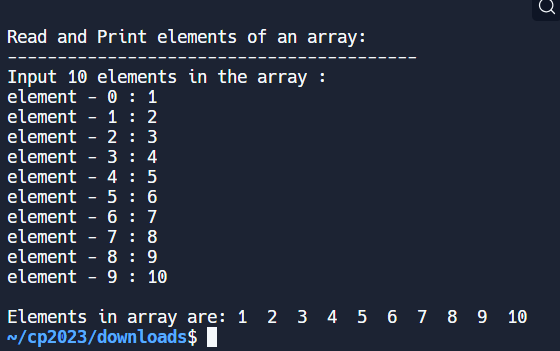 Read and Print elements of an array:
-----------------------------------------
Input 10 elements in the array :
element - 0 : 1
element - 1 : 2
element - 2 : 3
element - 3 : 4
element - 4 : 5
element - 5 : 6
element - 6 : 7
element - 7 : 8
element - 8 : 9
element - 9 : 10
Elements in array are: 1  2  3  4  5  6  7  8  9  10
~/cp2023/downloads$